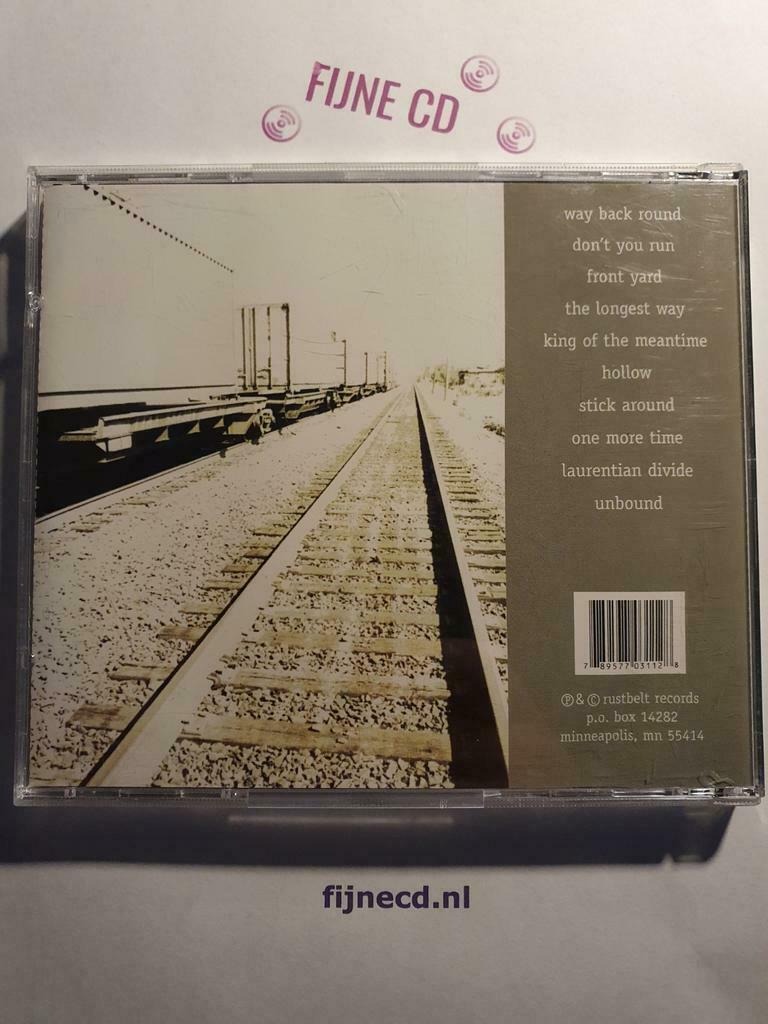 FIJNE CD
way back round
don't you run
front yard
the longest way
king of the meantime
hollow
stick around
one more time
laurentian divide
unbound
7 89577 03112 8
℗ & © rustbelt records
p.o. box 14282
minneapolis, mn 55414
fijnecd.nl